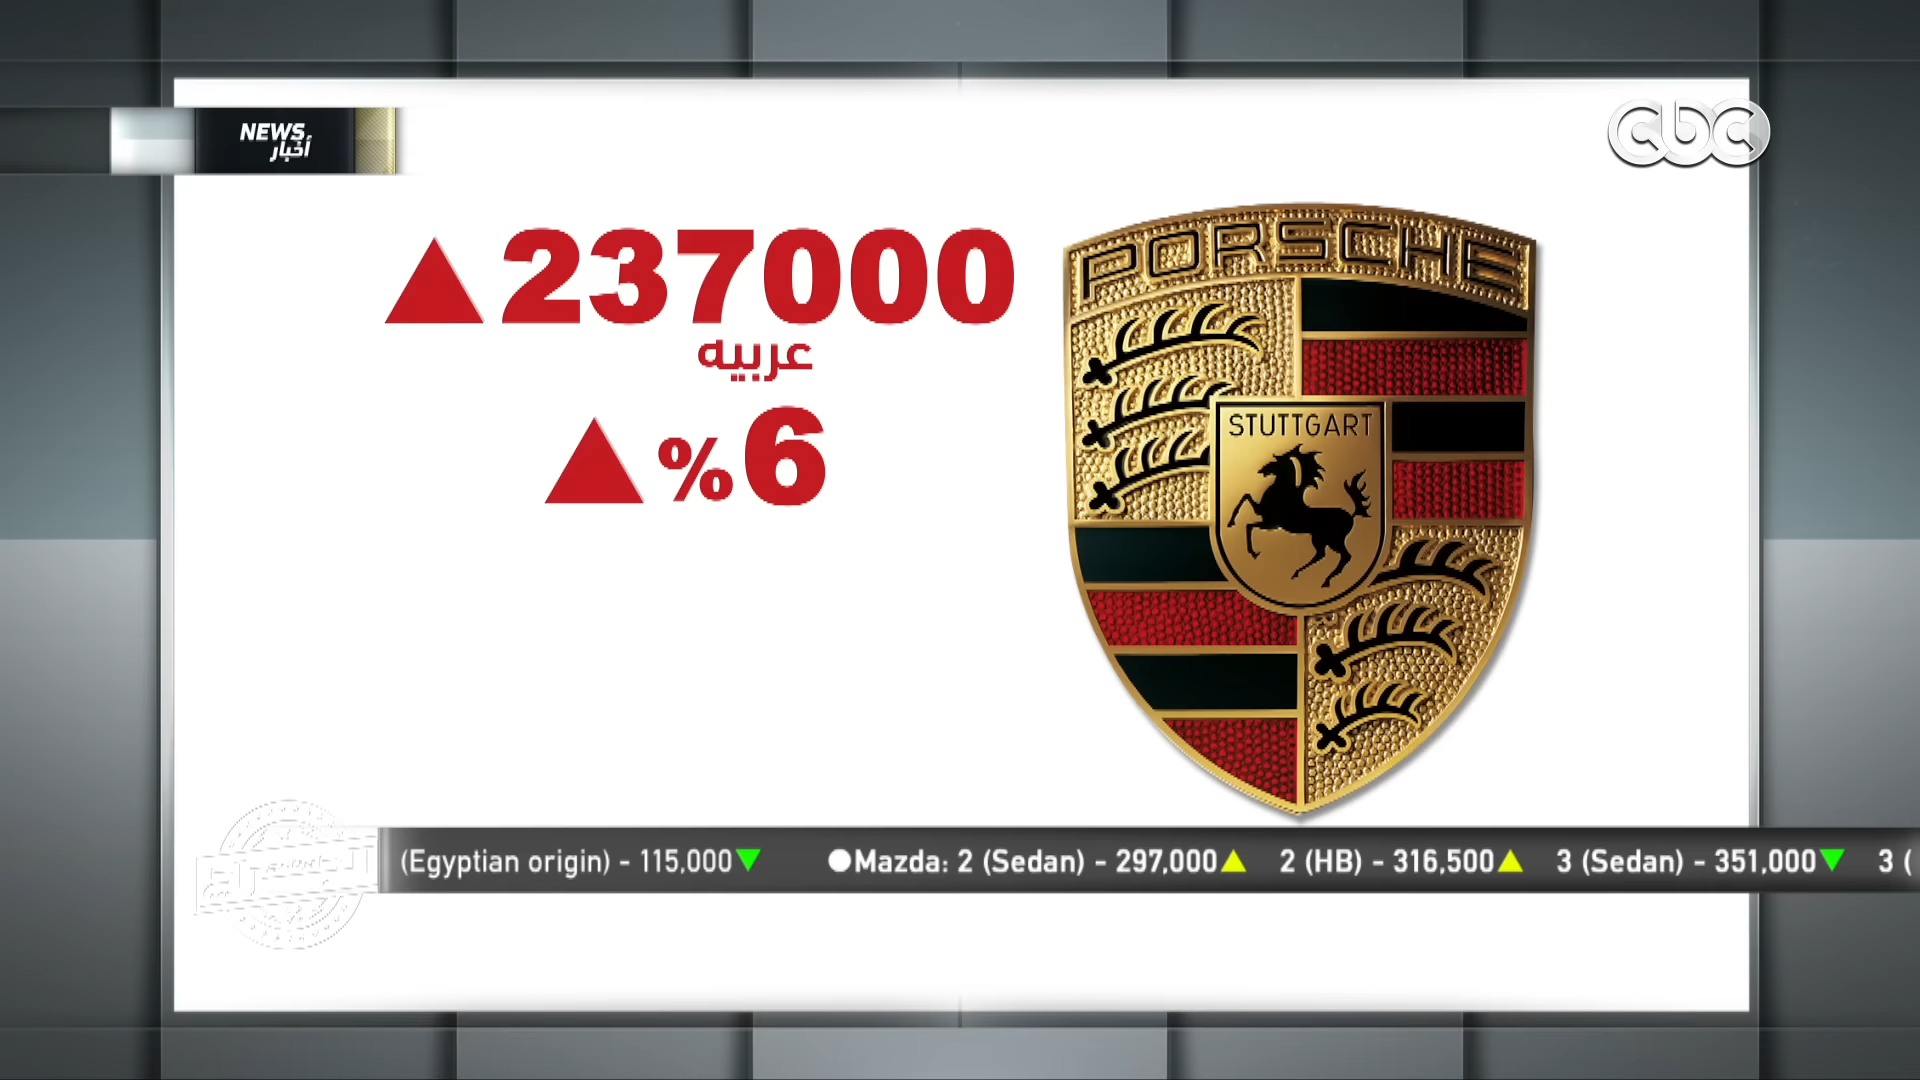 NEWS
أخبار
cbc
237000
عربيه
%6
PORSCHE
STUTTGART
(Egyptian origin) - 115,000 ●Mazda: 2 (Sedan) - 297,000 2 (HB) - 316,500 3 (Sedan) - 351,000 3 (